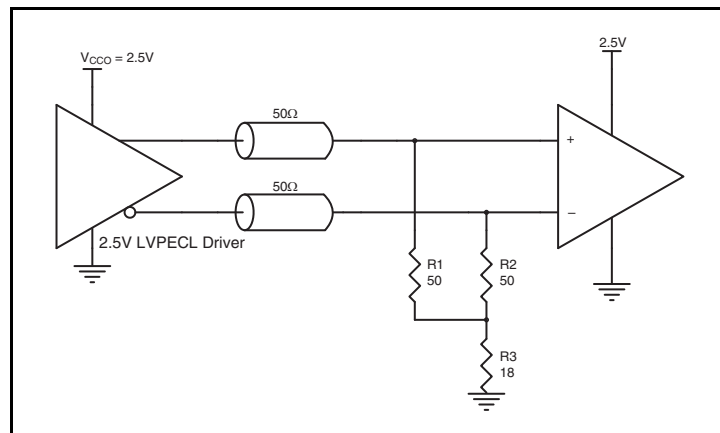 V_CCO = 2.5V
2.5V
50Ω
50Ω
+
–
2.5V LVPECL Driver
R1
50
R2
50
R3
18